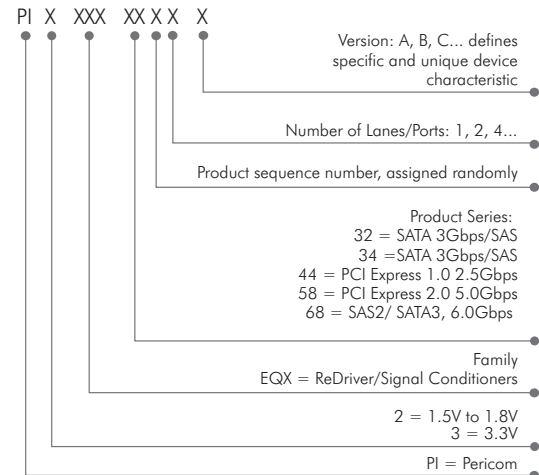 PI X XXX XX X X X
Version: A, B, C... defines
specific and unique device
characteristic
Number of Lanes/Ports: 1, 2, 4...
Product sequence number, assigned randomly
Product Series:
32 = SATA 3Gbps/SAS
34 =SATA 3Gbps/SAS
44 = PCI Express 1.0 2.5Gbps
58 = PCI Express 2.0 5.0Gbps
68 = SAS2/ SATA3, 6.0Gbps
Family
EQX = ReDriver/Signal Conditioners
2 = 1.5V to 1.8V
3 = 3.3V
PI = Pericom